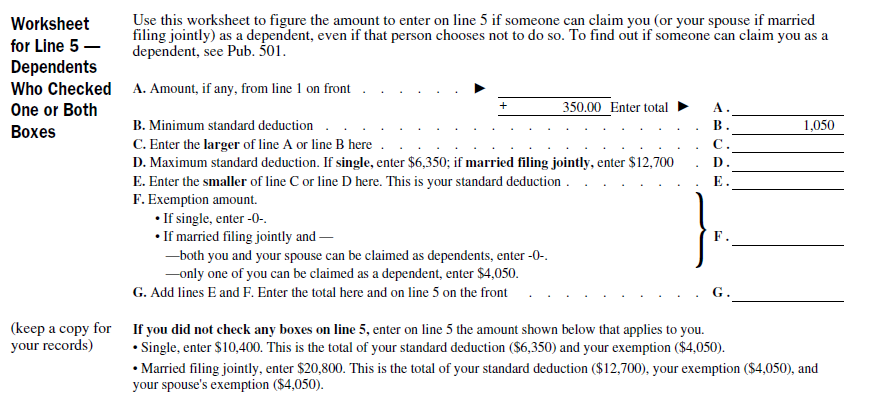 Worksheet
for Line 5 —
Dependents
Who Checked
One or Both
Boxes
Use this worksheet to figure the amount to enter on line 5 if someone can claim you (or your spouse if married
filing jointly) as a dependent, even if that person chooses not to do so. To find out if someone can claim you as a
dependent, see Pub. 501.
A. Amount, if any, from line 1 on front . . . . . . ▶
+ 350.00 Enter total ▶ A.
B. Minimum standard deduction . . . . . . . . . . . . . . . . . . . . B. 1,050
C. Enter the larger of line A or line B here . . . . . . . . . . . . . . . . . C.
D. Maximum standard deduction. If single, enter $6,350; if married filing jointly, enter $12,700 . D.
E. Enter the smaller of line C or line D here. This is your standard deduction . . . . . . . E.
F. Exemption amount.
• If single, enter -0-.
• If married filing jointly and — } F.
—both you and your spouse can be claimed as dependents, enter -0-.
—only one of you can be claimed as a dependent, enter $4,050.
G. Add lines E and F. Enter the total here and on line 5 on the front . . . . . . . . . . G.
(keep a copy for
your records)
If you did not check any boxes on line 5, enter on line 5 the amount shown below that applies to you.
• Single, enter $10,400. This is the total of your standard deduction ($6,350) and your exemption ($4,050).
• Married filing jointly, enter $20,800. This is the total of your standard deduction ($12,700), your exemption ($4,050), and
your spouse's exemption ($4,050).